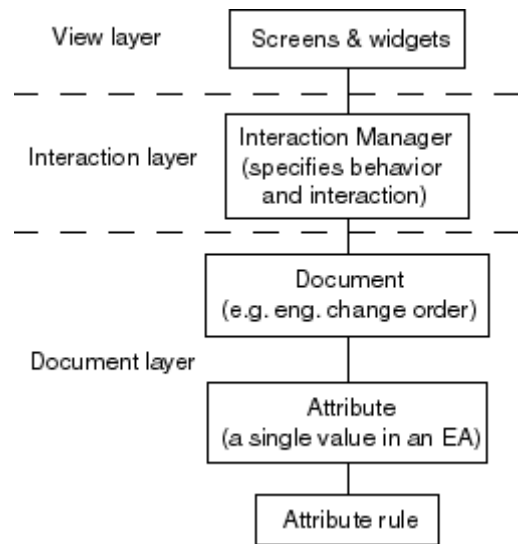 View layer
Screens & widgets
Interaction layer
Interaction Manager
(specifies behavior
and interaction)
Document layer
Document
(e.g. eng. change order)
Attribute
(a single value in an EA)
Attribute rule